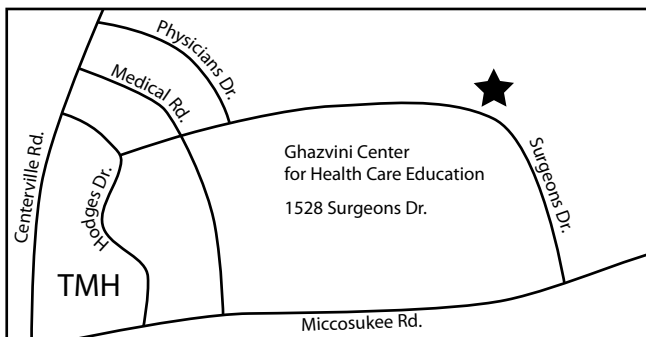 Physicians Dr.
Medical Rd.
Centerville Rd.
Hodges Dr.
Ghazvini Center
for Health Care Education
1528 Surgeons Dr.
Surgeons Dr.
TMH
Miccosukee Rd.